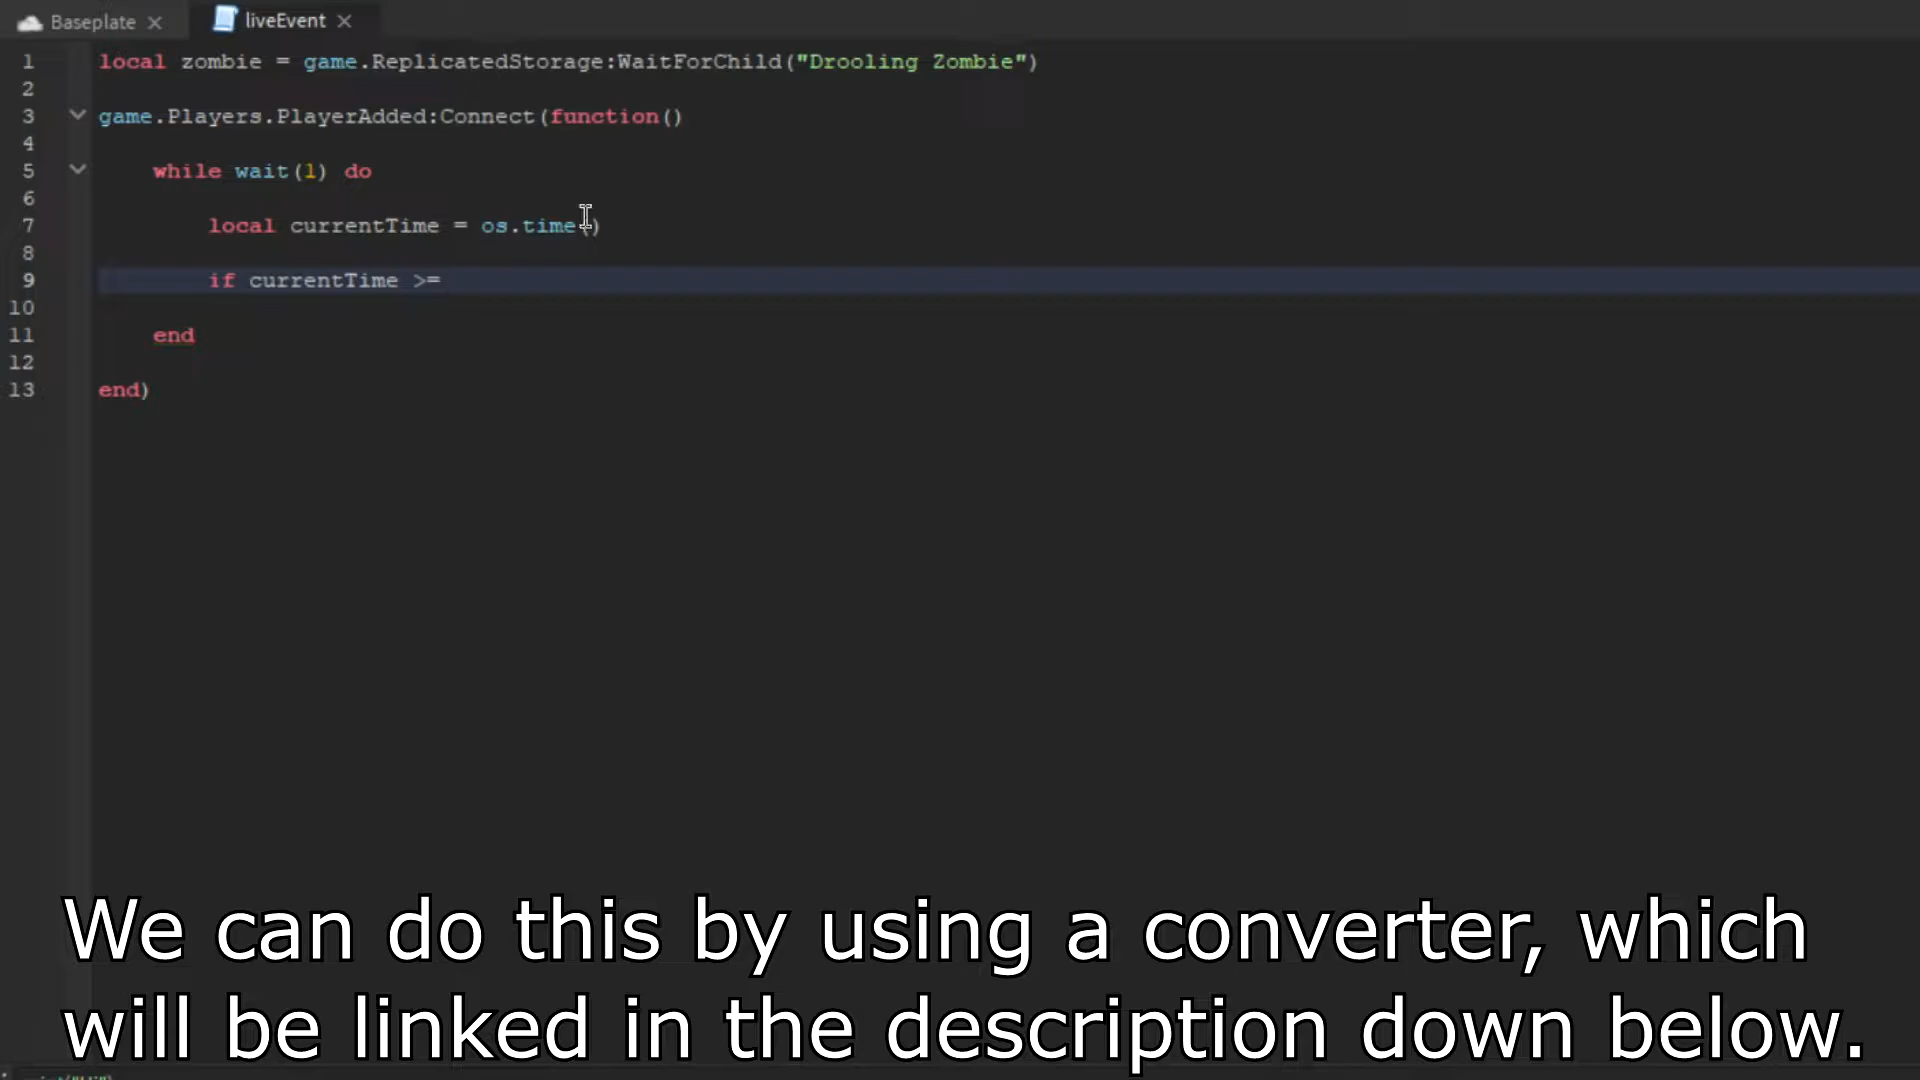 Baseplate
liveEvent
1 local zombie = game.ReplicatedStorage:WaitForChild("Drooling Zombie")
2
3 game.Players.PlayerAdded:Connect(function()
4
5 while wait(1) do
6
7 local currentTime = os.time()
8
9 if currentTime >=
10
11 end
12
13 end)
We can do this by using a converter, which
will be linked in the description down below.